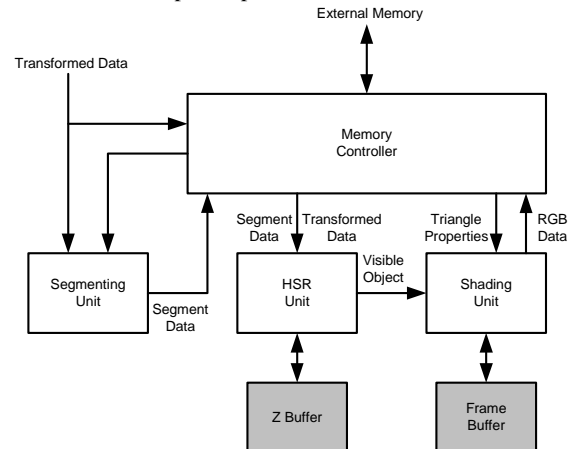 External Memory
Transformed Data
Memory
Controller
Segment
Data
Transformed
Data
Triangle
Properties
RGB
Data
Visible
Object
Segmenting
Unit
Segment
Data
HSR
Unit
Shading
Unit
Z Buffer
Frame
Buffer